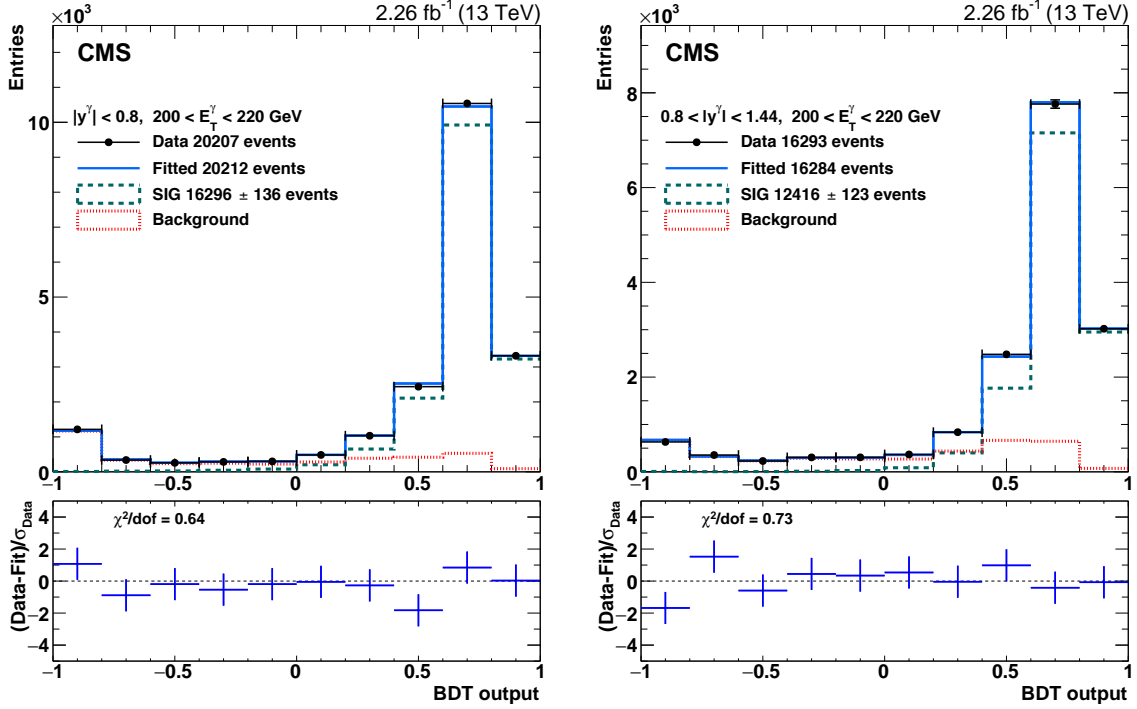 ×10³
2.26 fb⁻¹ (13 TeV)
Entries
CMS
|y^γ| < 0.8, 200 < E_T^γ < 220 GeV
Data 20207 events
Fitted 20212 events
SIG 16296 ± 136 events
Background
10
5
0
−1 −0.5 0 0.5 1
(Data-Fit)/σ_Data
χ²/dof = 0.64
4
2
0
−2
−4
−1 −0.5 0 0.5 1
BDT output
×10³
2.26 fb⁻¹ (13 TeV)
Entries
CMS
0.8 < |y^γ| < 1.44, 200 < E_T^γ < 220 GeV
Data 16293 events
Fitted 16284 events
SIG 12416 ± 123 events
Background
8
6
4
2
0
−1 −0.5 0 0.5 1
(Data-Fit)/σ_Data
χ²/dof = 0.73
4
2
0
−2
−4
−1 −0.5 0 0.5 1
BDT output